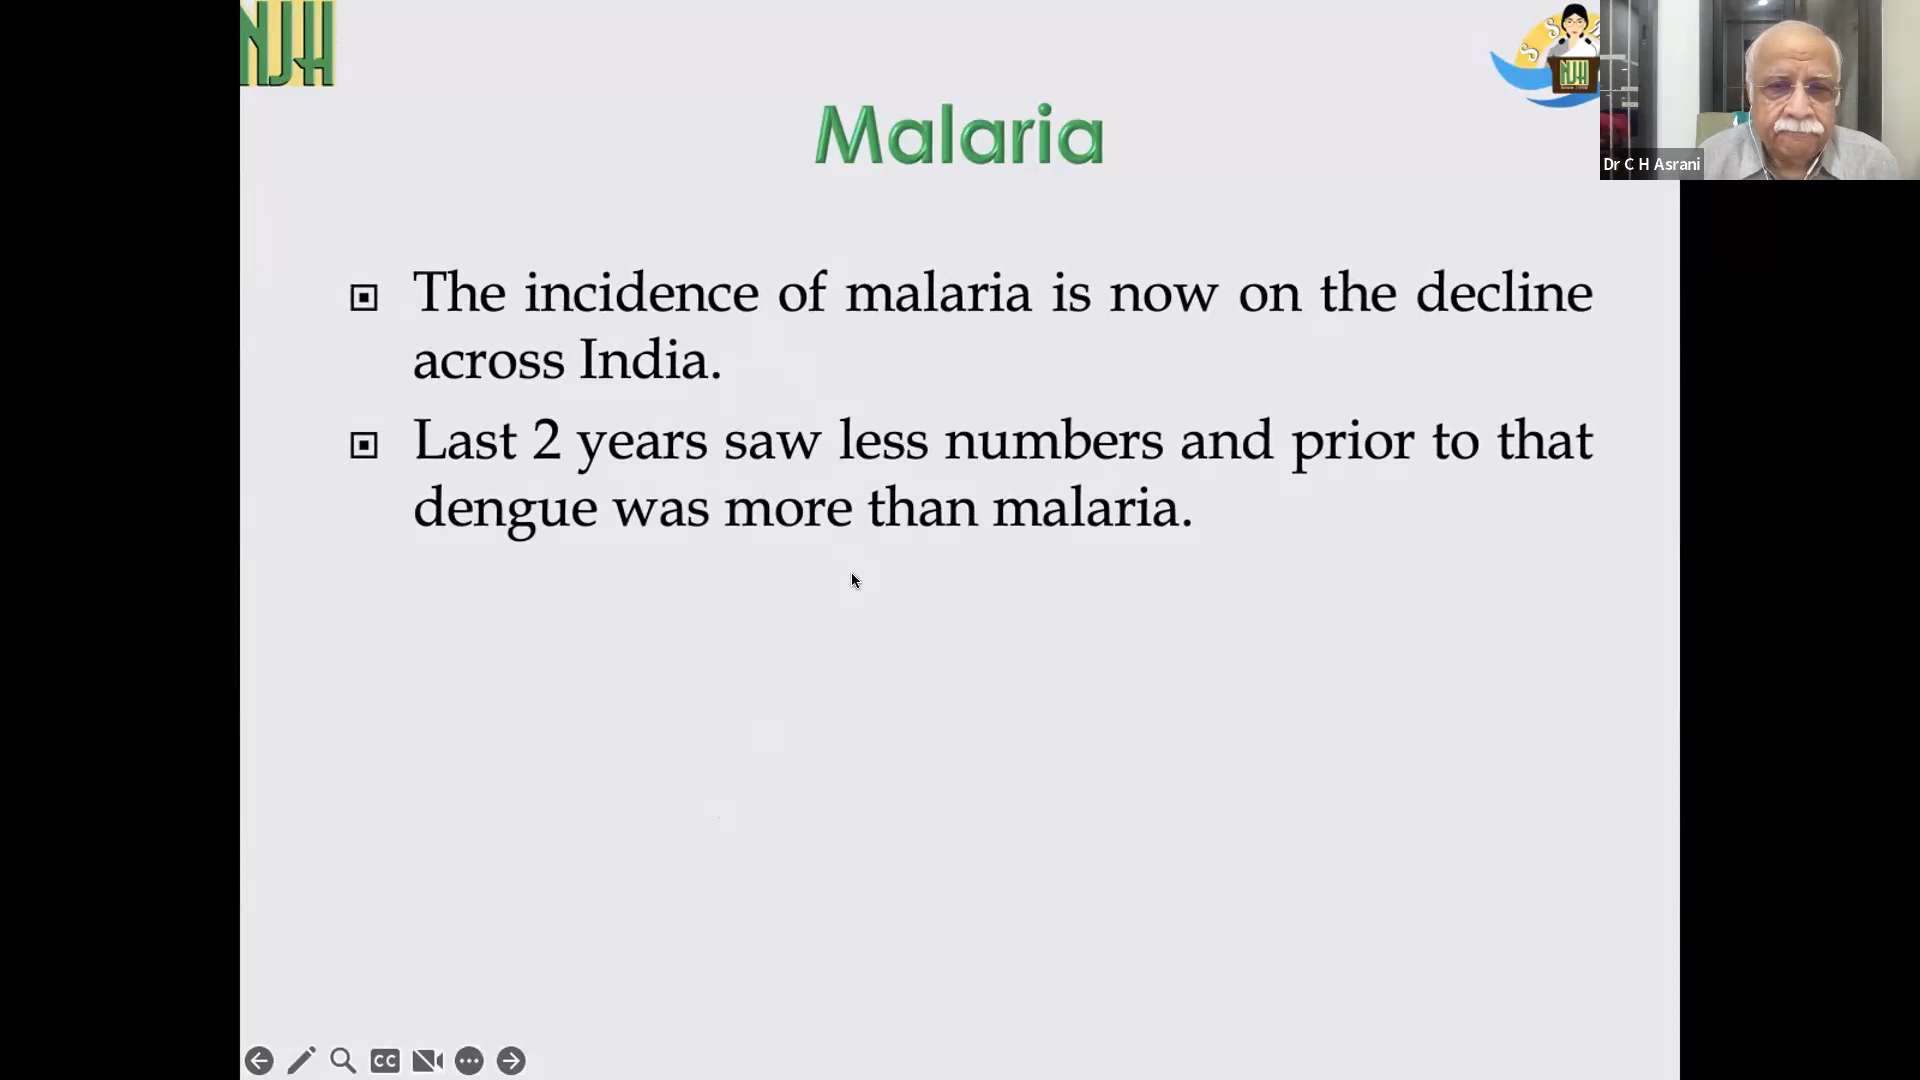 NJH
S S
NJH
Malaria
Dr C H Asrani
The incidence of malaria is now on the decline
across India.
Last 2 years saw less numbers and prior to that
dengue was more than malaria.
CC